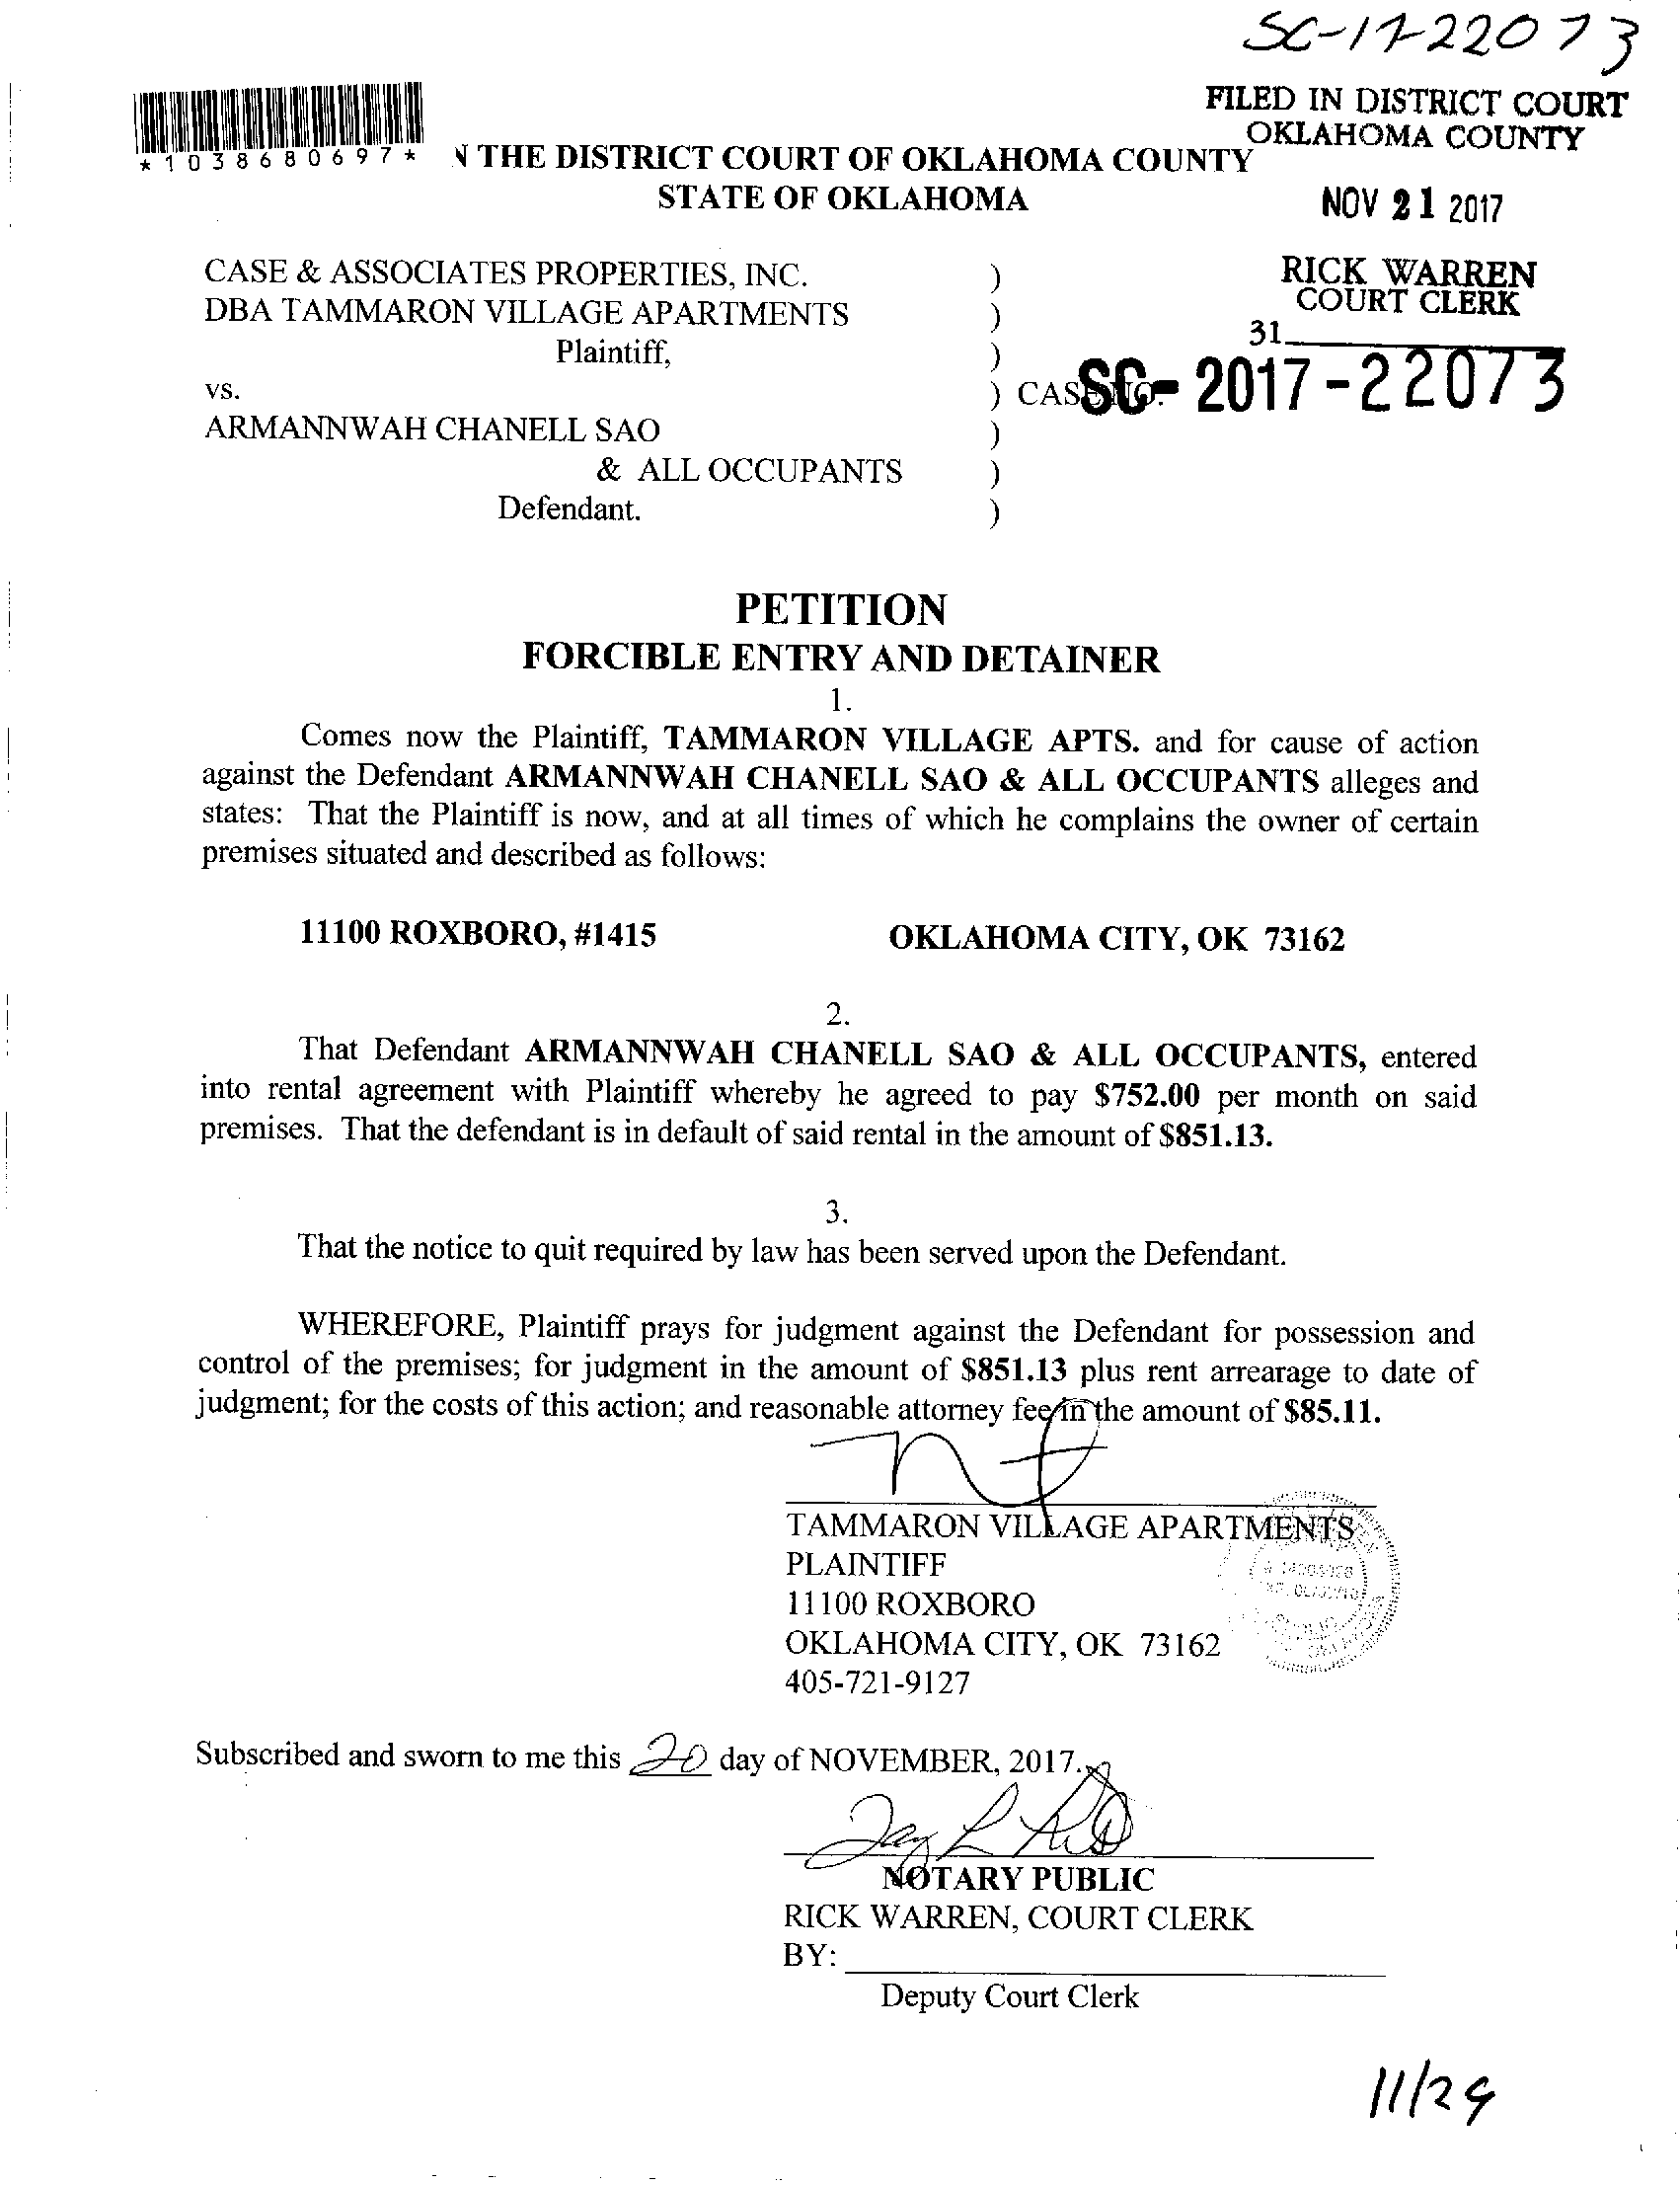 SC-17-22073
FILED IN DISTRICT COURT
OKLAHOMA COUNTY
*1038680697*
N THE DISTRICT COURT OF OKLAHOMA COUNTY
STATE OF OKLAHOMA
NOV 21 2017
RICK WARREN
COURT CLERK
31
CASE & ASSOCIATES PROPERTIES, INC. )
DBA TAMMARON VILLAGE APARTMENTS )
Plaintiff, )
vs. ) CASE NO. SC-2017-22073
ARMANNWAH CHANELL SAO )
& ALL OCCUPANTS )
Defendant. )
PETITION
FORCIBLE ENTRY AND DETAINER
1.
Comes now the Plaintiff, TAMMARON VILLAGE APTS. and for cause of action
against the Defendant ARMANNWAH CHANELL SAO & ALL OCCUPANTS alleges and
states: That the Plaintiff is now, and at all times of which he complains the owner of certain
premises situated and described as follows:
11100 ROXBORO, #1415 OKLAHOMA CITY, OK 73162
2.
That Defendant ARMANNWAH CHANELL SAO & ALL OCCUPANTS, entered
into rental agreement with Plaintiff whereby he agreed to pay $752.00 per month on said
premises. That the defendant is in default of said rental in the amount of $851.13.
3.
That the notice to quit required by law has been served upon the Defendant.
WHEREFORE, Plaintiff prays for judgment against the Defendant for possession and
control of the premises; for judgment in the amount of $851.13 plus rent arrearage to date of
judgment; for the costs of this action; and reasonable attorney fee in the amount of $85.11.
TAMMARON VILLAGE APARTMENTS
PLAINTIFF
11100 ROXBORO
OKLAHOMA CITY, OK 73162
405-721-9127
Subscribed and sworn to me this 20 day of NOVEMBER, 2017.
NOTARY PUBLIC
RICK WARREN, COURT CLERK
BY:
Deputy Court Clerk
11/29